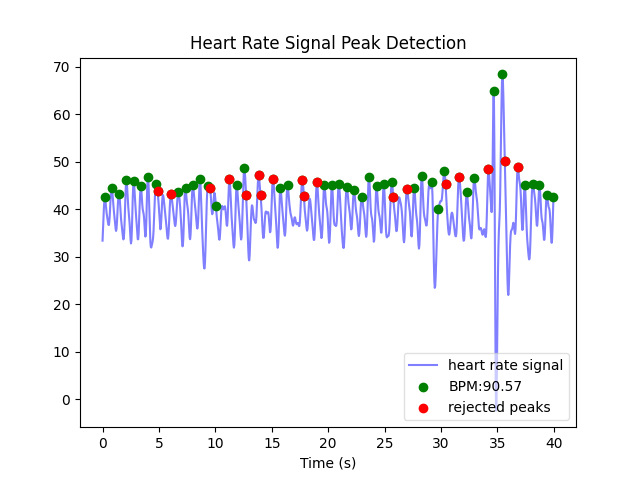 Heart Rate Signal Peak Detection
70
60
50
40
30
20
10
0
heart rate signal
BPM:90.57
rejected peaks
0 5 10 15 20 25 30 35 40
Time (s)